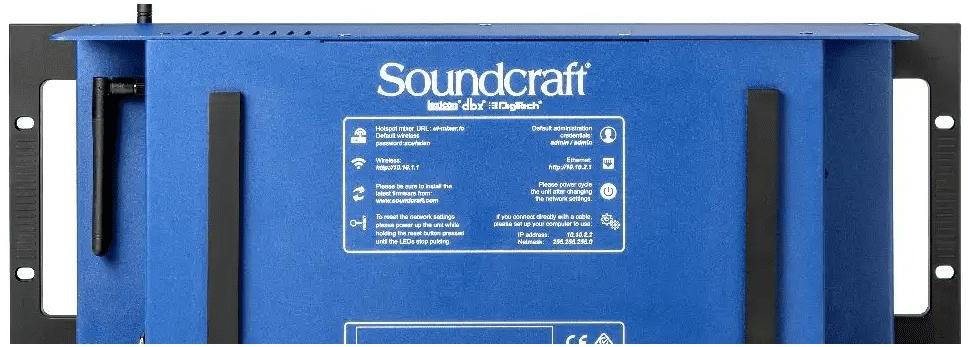 Soundcraft®
lexicon® dbx® DigiTech®
Hotspot mixer URL: ui-mixer.io
Default wireless
password: scuiwlan
Wireless:
http://10.10.1.1
Please be sure to install the
latest firmware from:
www.soundcraft.com
To reset the network settings
please power up the unit while
holding the reset button pressed
until the LEDs stop pulsing.
Default administration
credentials:
admin / admin
Ethernet:
http://10.10.2.1
Please power cycle
the unit after changing
the network settings.
If you connect directly with a cable,
please set up your computer to use:
IP address: 10.10.2.2
Netmask: 255.255.255.0
CE